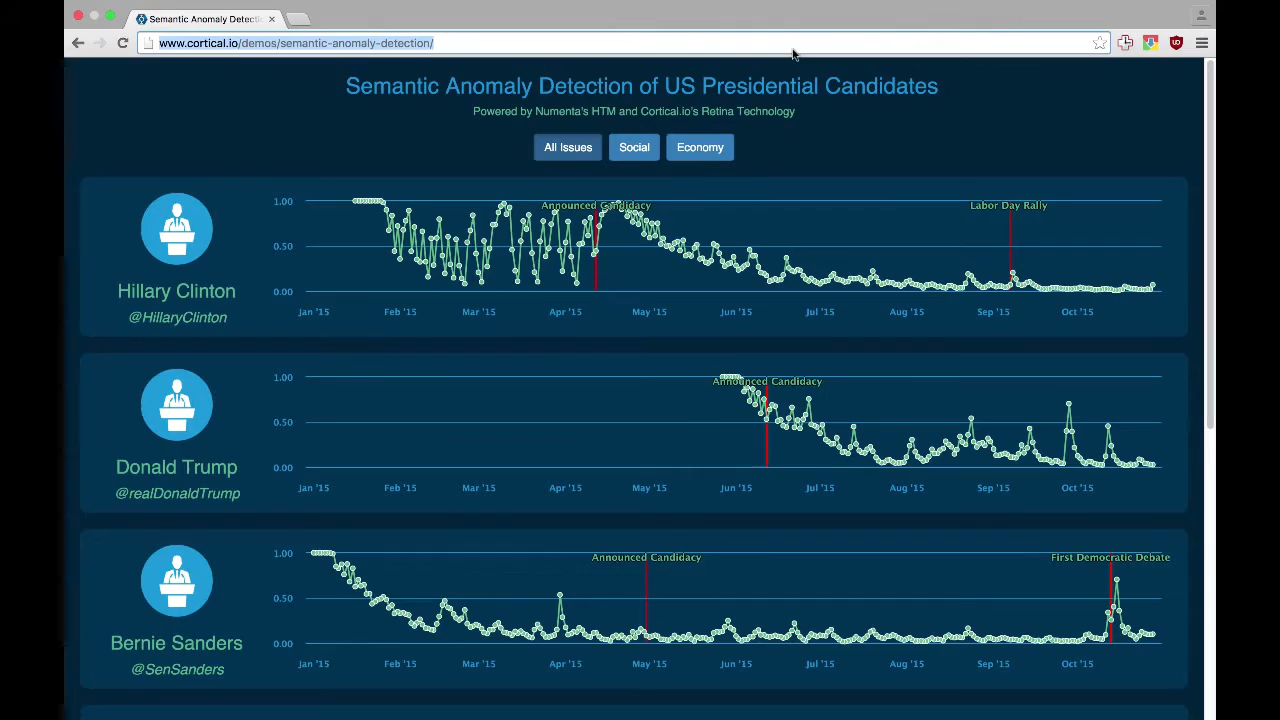 Semantic Anomaly Detecti
www.cortical.io/demos/semantic-anomaly-detection/
Semantic Anomaly Detection of US Presidential Candidates
Powered by Numenta's HTM and Cortical.io's Retina Technology
All Issues Social Economy
Announced Candidacy Labor Day Rally
1.00
0.50
0.00
Jan '15 Feb '15 Mar '15 Apr '15 May '15 Jun '15 Jul '15 Aug '15 Sep '15 Oct '15
Hillary Clinton
@HillaryClinton
Announced Candidacy
1.00
0.50
0.00
Jan '15 Feb '15 Mar '15 Apr '15 May '15 Jun '15 Jul '15 Aug '15 Sep '15 Oct '15
Donald Trump
@realDonaldTrump
Announced Candidacy First Democratic Debate
1.00
0.50
0.00
Jan '15 Feb '15 Mar '15 Apr '15 May '15 Jun '15 Jul '15 Aug '15 Sep '15 Oct '15
Bernie Sanders
@SenSanders